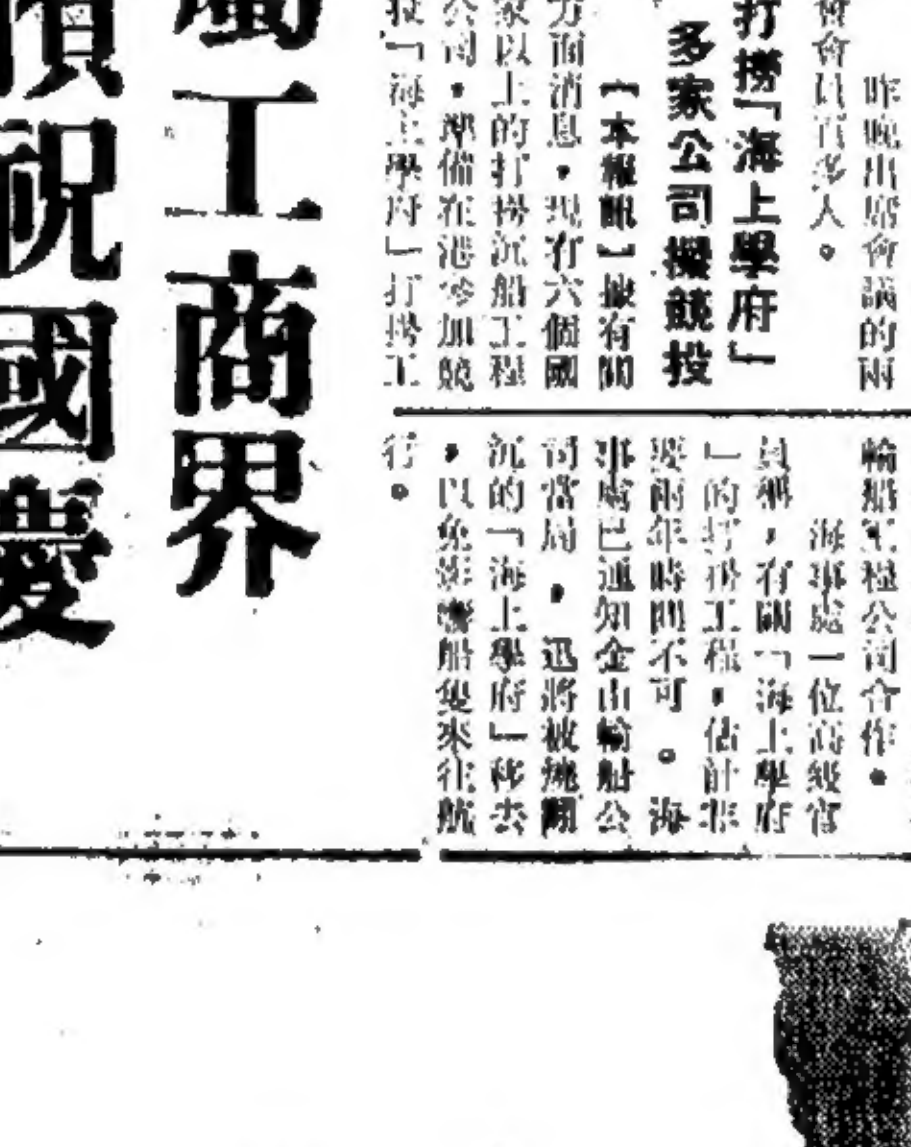 昨晚出席會議的兩
會會員百多人。
打撈「海上學府」
多家公司擬競投
【本報訊】據有關
方面消息，現有六個國
家以上的打撈沉船工程
公司，準備在港參加競
投「海上學府」打撈工
輪船工程公司合作。
海事處一位高級官
員稱，有關「海上學府
」的打撈工程，估計非
要兩年時間不可。海
事處已通知金山輪船公
司當局，迅將被燒翻
沉的「海上學府」移去
，以免影響船隻來往航
行。
工商界
祝國慶